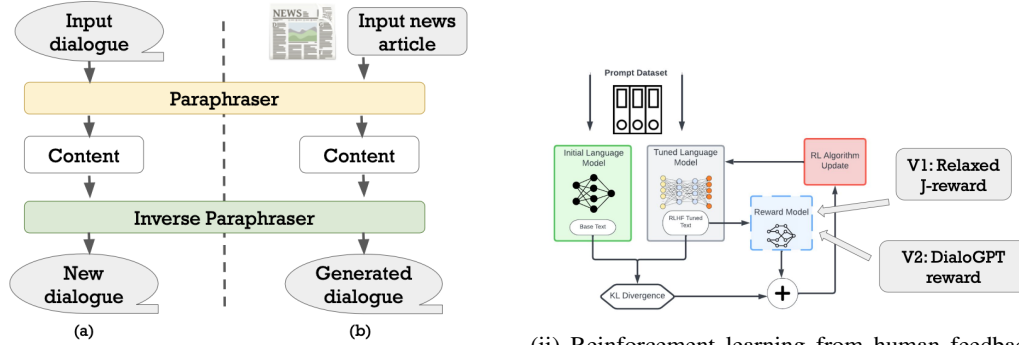 Input
dialogue
NEWS
Input news
article
Paraphraser
Content
Content
Inverse Paraphraser
New
dialogue
Generated
dialogue
(a)
(b)
Prompt Dataset
Initial Language
Model
Tuned Language
Model
RL Algorithm
Update
Base Text
RLHF Tuned
Text
Reward Model
KL Divergence
+
V1: Relaxed
J-reward
V2: DialoGPT
reward
(ii) Reinforcement learning from human feedbac